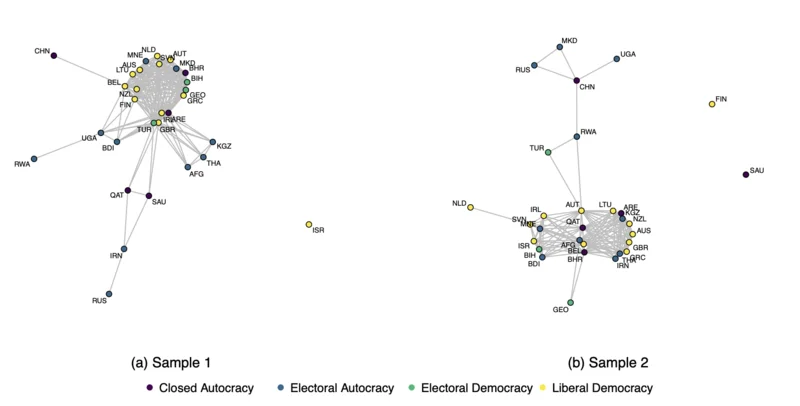 MKD
NLD
AUT
CHN
MNE
SVN
UGA
AUS
MKD
RUS
LTU
BHR
BEL
BIH
CHN
NZL
GEO
FIN
GRC
FIN
ARE
TUR
GBR
RWA
UGA
TUR
BDI
KGZ
RWA
THA
AFG
SAU
QAT
SAU
NLD
IRL
AUT
LTU
ARE
KGZ
SVN
QAT
NZL
MNE
ISR
AUS
ISR
AFG
GBR
IRN
BIH
BEL
GRC
BDI
BHR
THA
IRN
RUS
GEO
(a) Sample 1
(b) Sample 2
Closed Autocracy
Electoral Autocracy
Electoral Democracy
Liberal Democracy